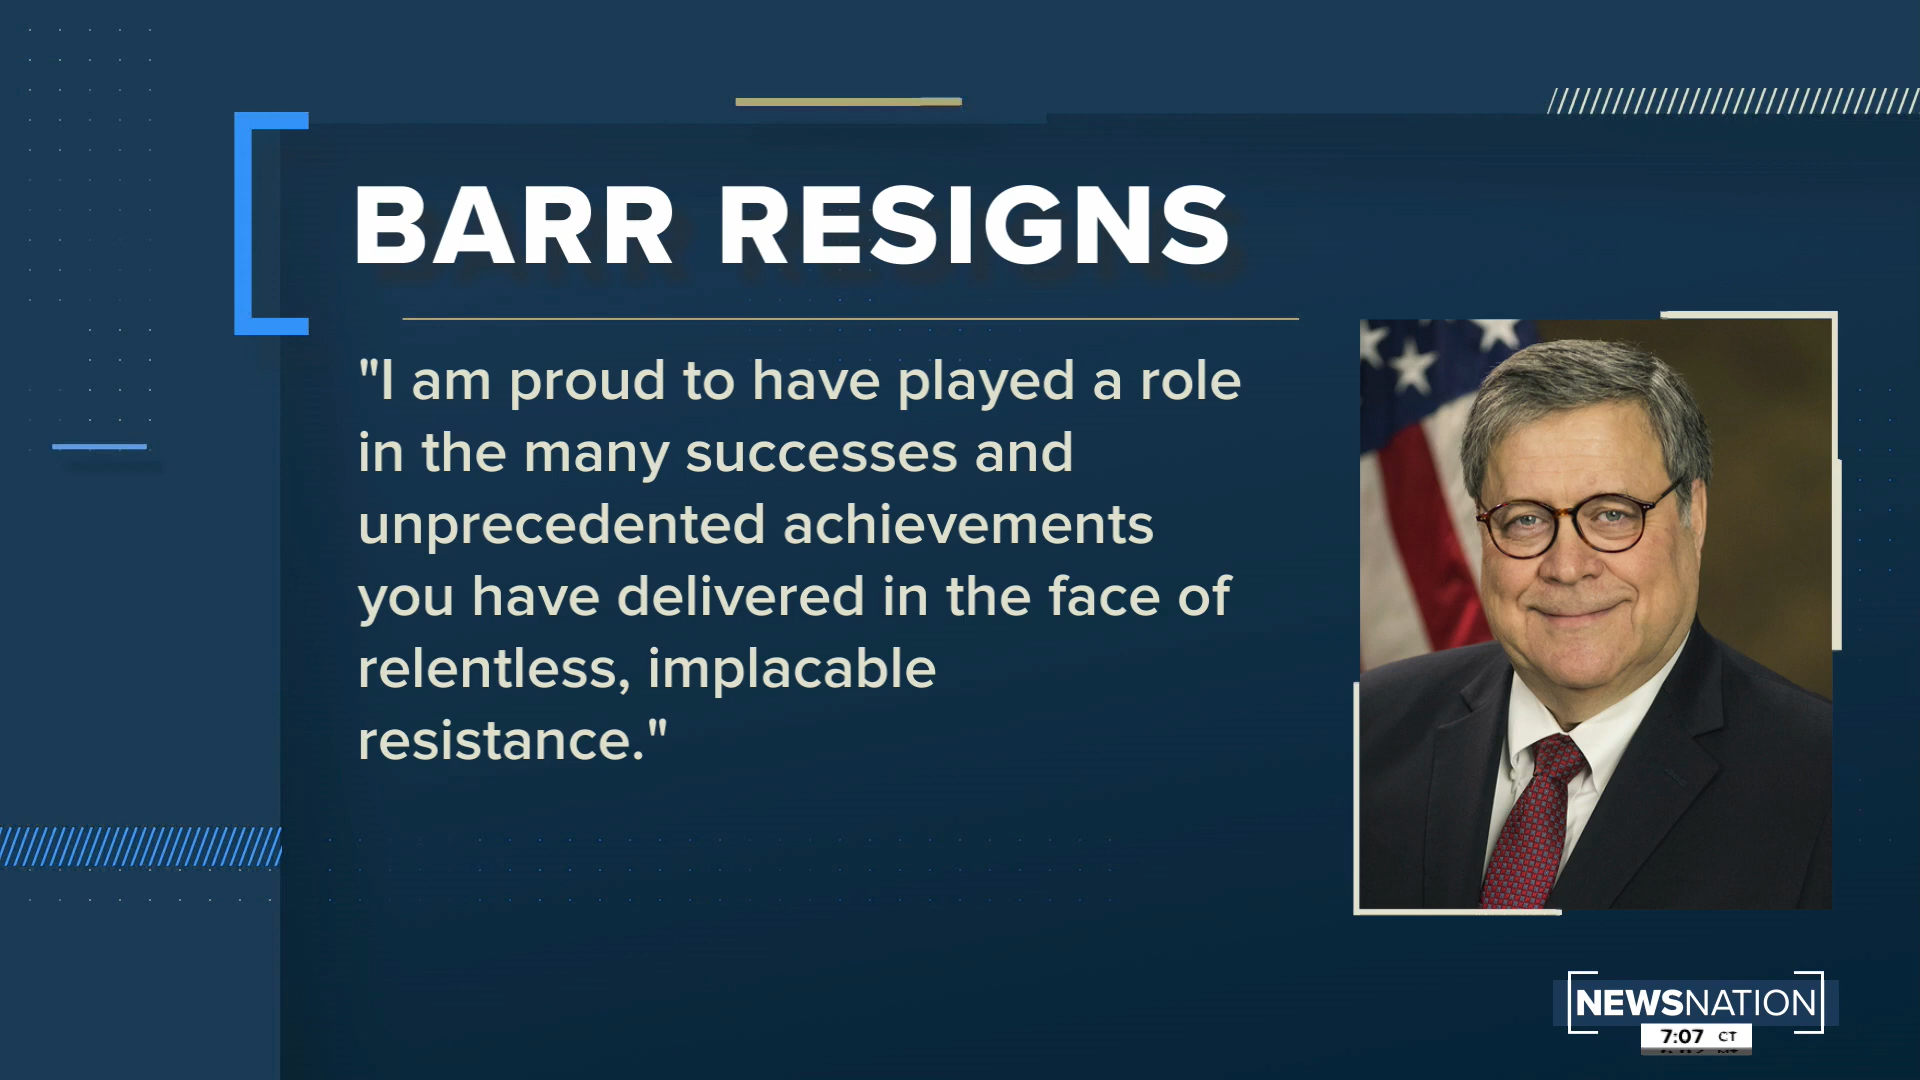 BARR RESIGNS
"I am proud to have played a role
in the many successes and
unprecedented achievements
you have delivered in the face of
relentless, implacable
resistance."
NEWSNATION
7:07 CT